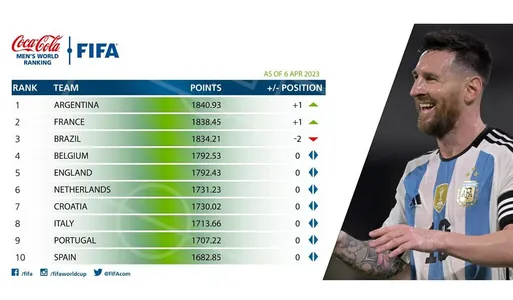 Coca-Cola
MEN'S WORLD
RANKING
FIFA
AS OF 6 APR 2023
RANK TEAM POINTS +/- POSITION
1 ARGENTINA 1840.93 +1
2 FRANCE 1838.45 +1
3 BRAZIL 1834.21 -2
4 BELGIUM 1792.53 0
5 ENGLAND 1792.43 0
6 NETHERLANDS 1731.23 0
7 CROATIA 1730.02 0
8 ITALY 1713.66 0
9 PORTUGAL 1707.22 0
10 SPAIN 1682.85 0
/fifa /fifaworldcup @FIFAcom